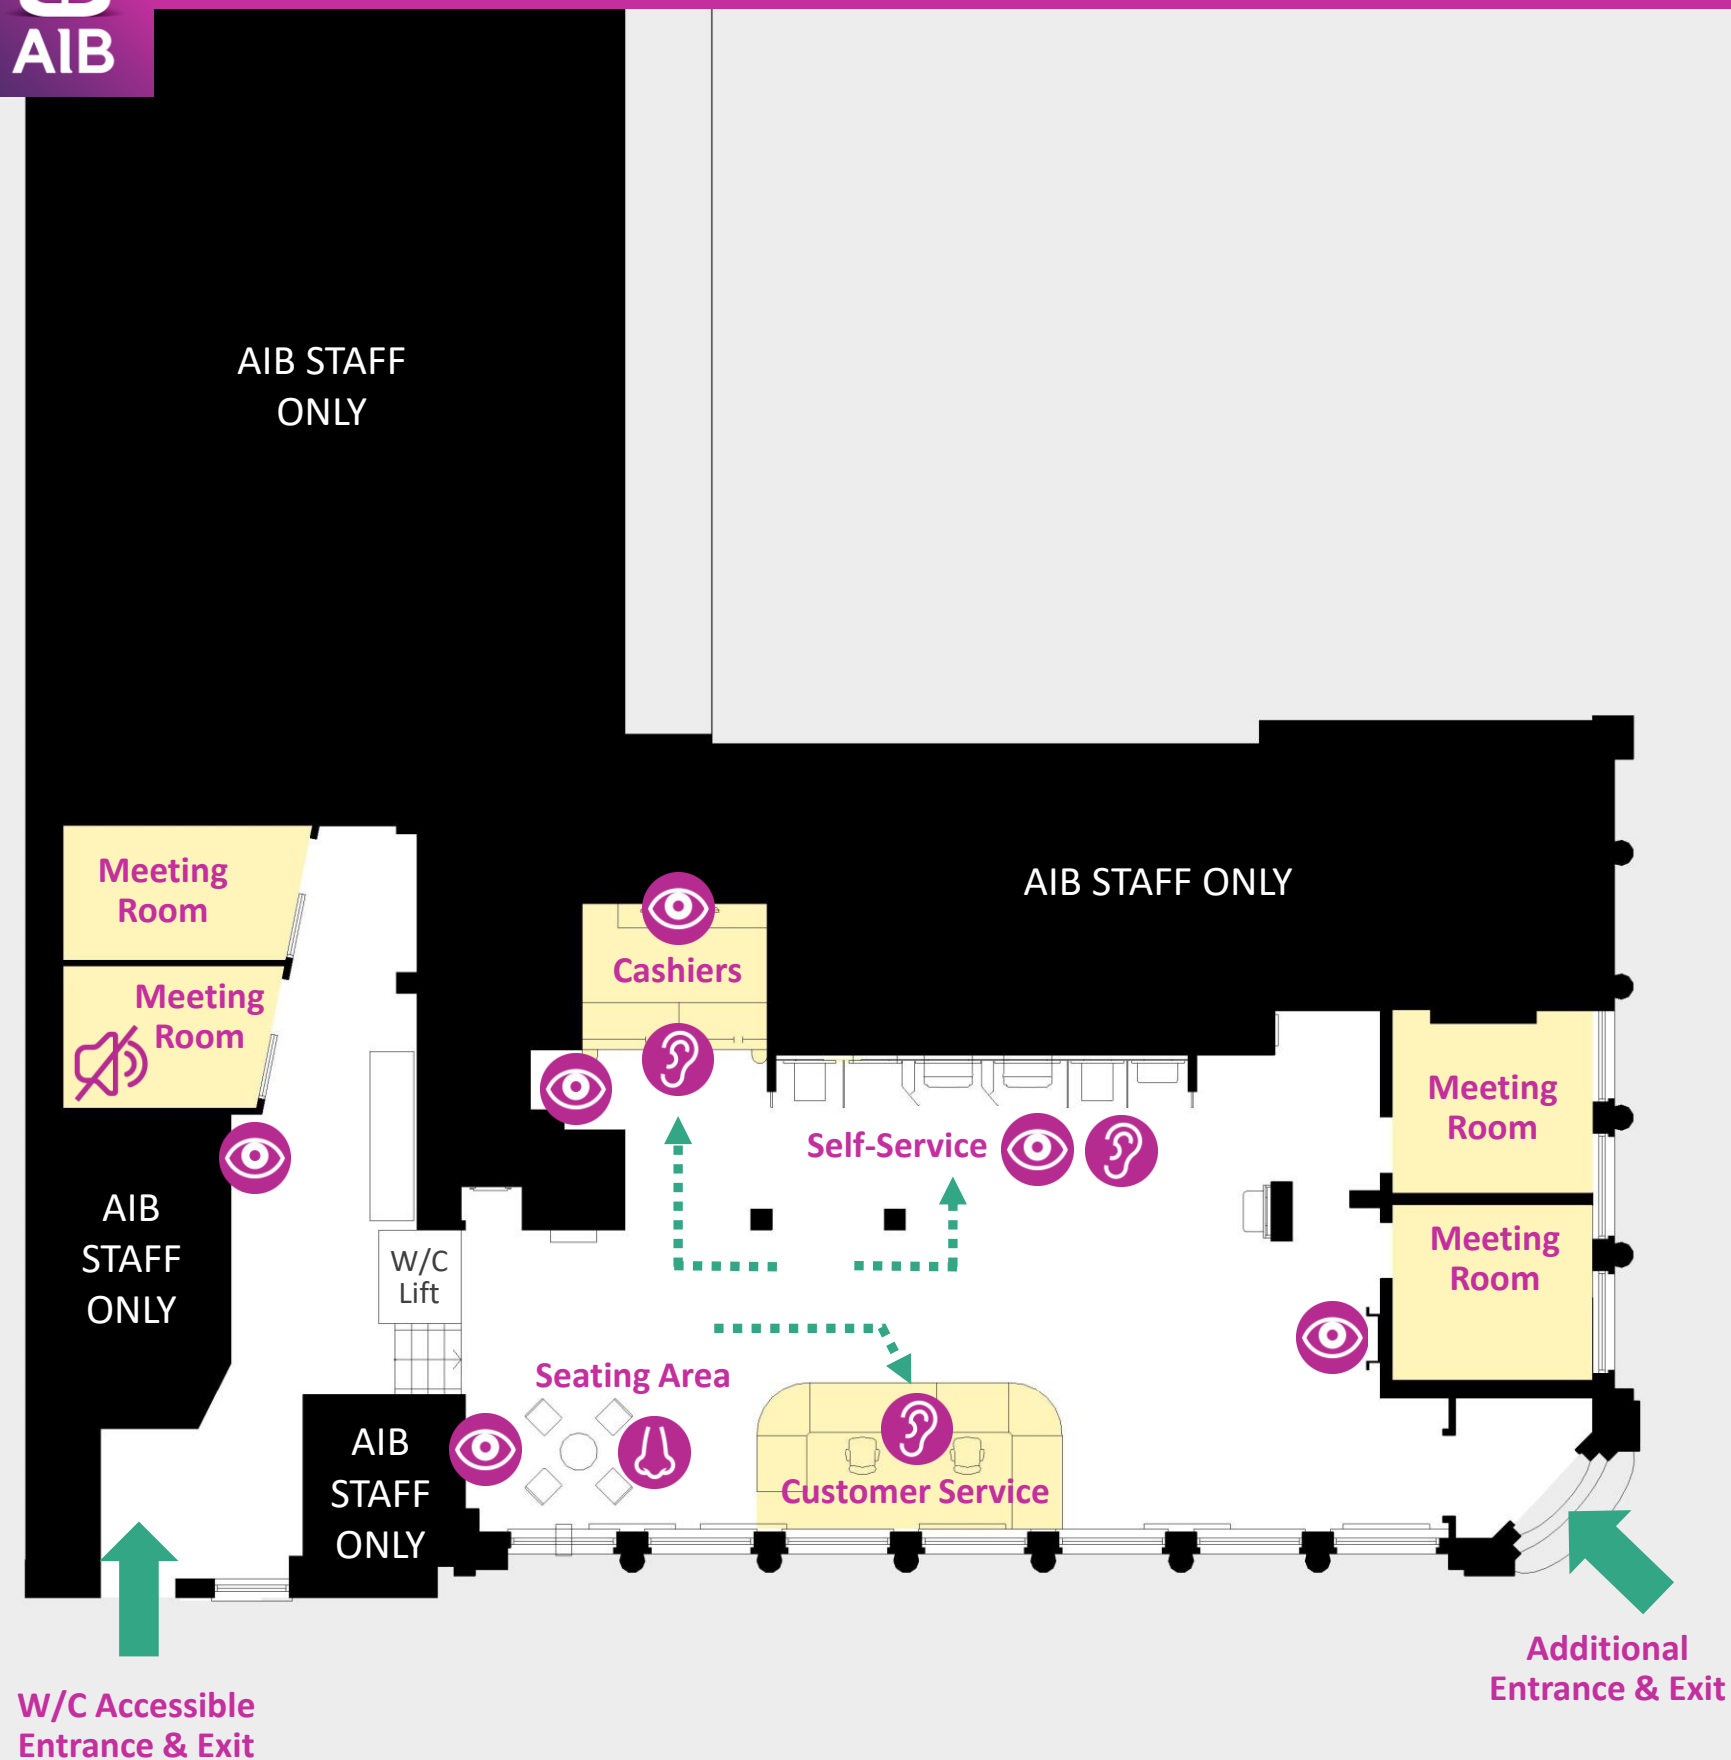 AIB
AIB STAFF
ONLY
AIB STAFF ONLY
Meeting
Room
Meeting
Room
Cashiers
Self-Service
Meeting
Room
Meeting
Room
AIB
STAFF
ONLY
W/C
Lift
Seating Area
AIB
STAFF
ONLY
Customer Service
W/C Accessible
Entrance & Exit
Additional
Entrance & Exit